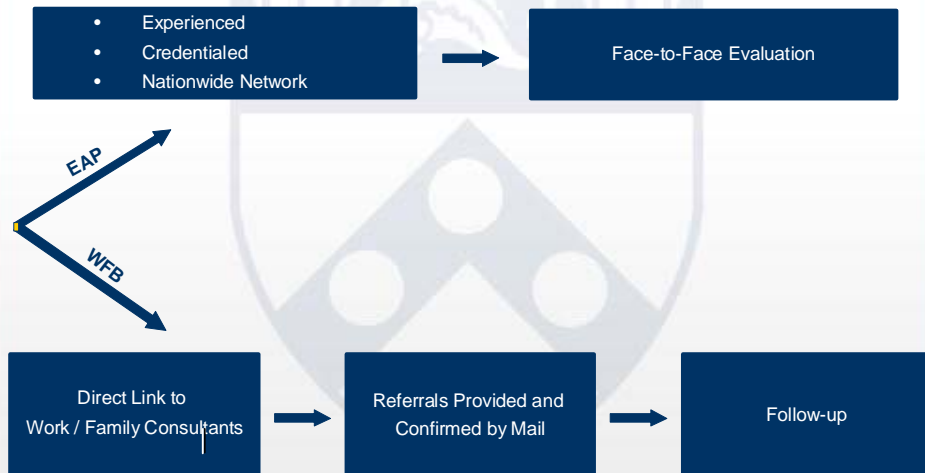 • Experienced
• Credentialed
• Nationwide Network
Face-to-Face Evaluation
EAP
WFB
Direct Link to
Work / Family Consultants
Referrals Provided and
Confirmed by Mail
Follow-up